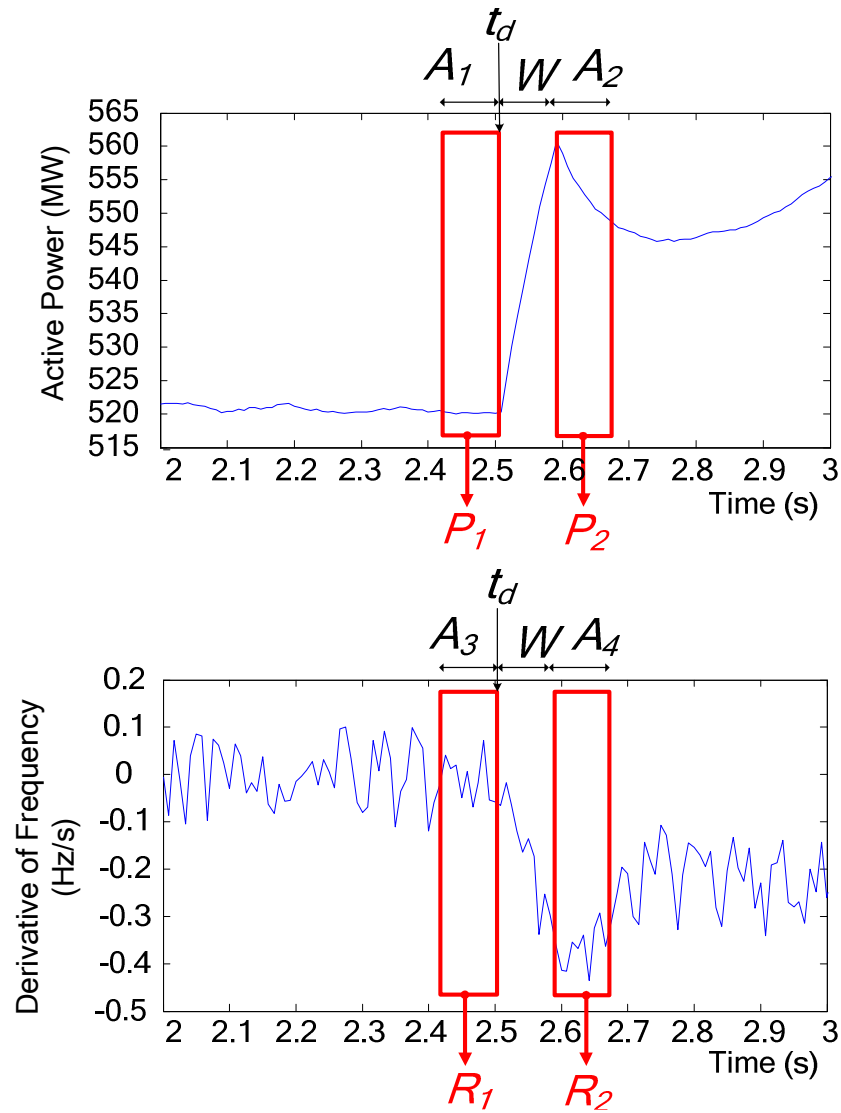 t_d
A_1 W A_2
Active Power (MW)
565
560
555
550
545
540
535
530
525
520
515
2 2.1 2.2 2.3 2.4 2.5 2.6 2.7 2.8 2.9 3
Time (s)
P_1 P_2
t_d
A_3 W A_4
Derivative of Frequency
(Hz/s)
0.2
0.1
0
-0.1
-0.2
-0.3
-0.4
-0.5
2 2.1 2.2 2.3 2.4 2.5 2.6 2.7 2.8 2.9 3
Time (s)
R_1 R_2